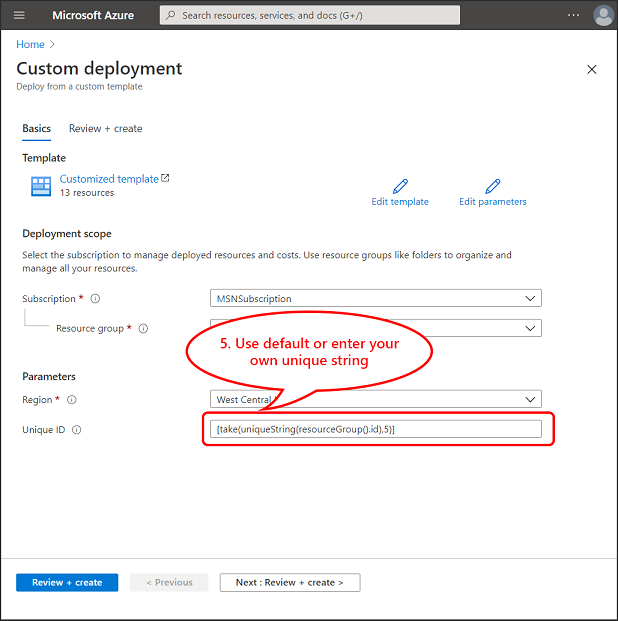 Microsoft Azure
Search resources, services, and docs (G+/)
...
Home >
Custom deployment
Deploy from a custom template
Basics
Review + create
Template
Customized template
13 resources
Edit template
Edit parameters
Deployment scope
Select the subscription to manage deployed resources and costs. Use resource groups like folders to organize and
manage all your resources.
Subscription *
MSNSubscription
Resource group *
5. Use default or enter your
own unique string
Parameters
Region *
West Central
Unique ID
[take(uniqueString(resourceGroup().id),5)]
Review + create
< Previous
Next : Review + create >